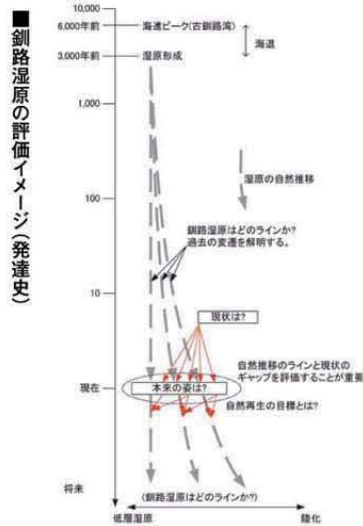 ■釧路湿原の評価イメージ(発達史)
10,000
6,000年前
海進ピーク(古釧路湾)
海退
3,000年前
湿原形成
1,000
湿原の自然推移
100
釧路湿原はどのラインか?
過去の変遷を解明する。
10
現状は?
自然推移のラインと現状の
ギャップを評価することが重要
現在
本来の姿は?
自然再生の目標とは?
将来
(釧路湿原はどのラインか?)
低層湿原
陸化